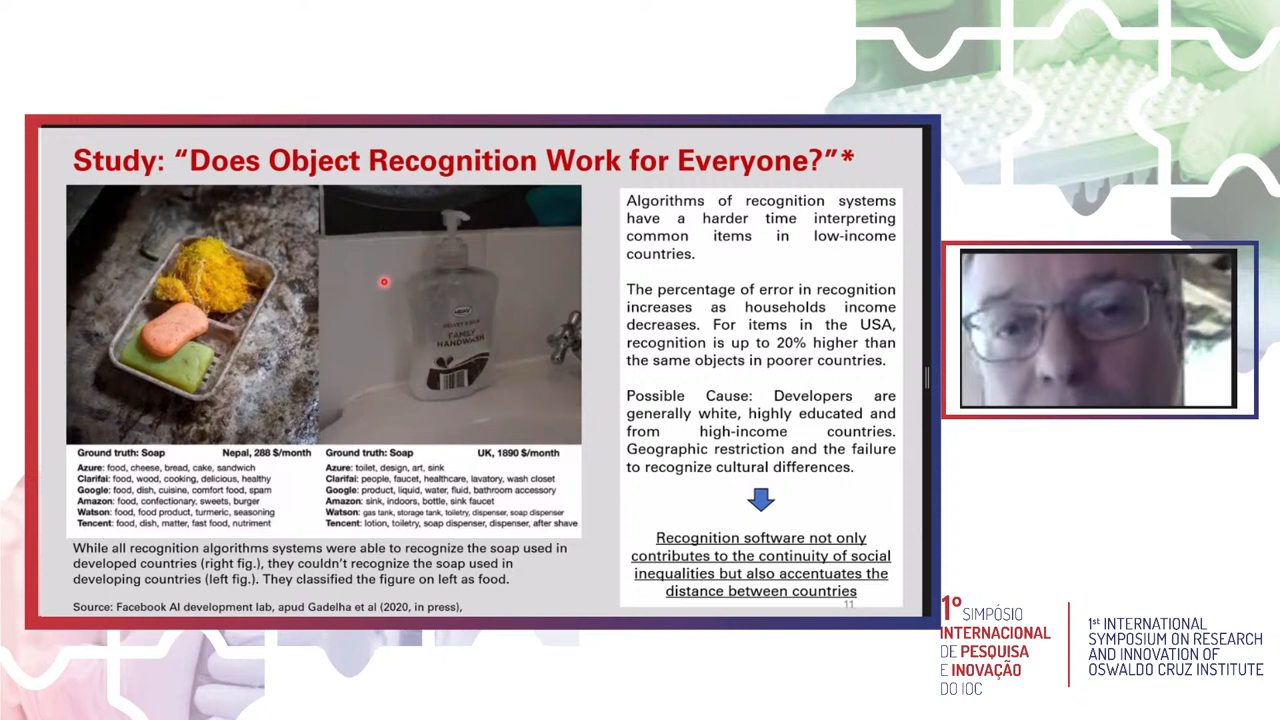 Study: “Does Object Recognition Work for Everyone?”*
FAMILY
HANDWASH
Ground truth: Soap Nepal, 288 $/month
Azure: food, cheese, bread, cake, sandwich
Clarifai: food, wood, cooking, delicious, healthy
Google: food, dish, cuisine, comfort food, spam
Amazon: food, confectionary, sweets, burger
Watson: food, food product, turmeric, seasoning
Tencent: food, dish, matter, fast food, nutriment
Ground truth: Soap UK, 1890 $/month
Azure: toilet, design, art, sink
Clarifai: people, faucet, healthcare, lavatory, wash closet
Google: product, liquid, water, fluid, bathroom accessory
Amazon: sink, indoors, bottle, sink faucet
Watson: gas tank, storage tank, toiletry, dispenser, soap dispenser
Tencent: lotion, toiletry, soap dispenser, dispenser, after shave
While all recognition algorithms systems were able to recognize the soap used in
developed countries (right fig.), they couldn’t recognize the soap used in
developing countries (left fig.). They classified the figure on left as food.
Source: Facebook AI development lab, apud Gadelha et al (2020, in press),
Algorithms of recognition systems
have a harder time interpreting
common items in low-income
countries.
The percentage of error in recognition
increases as households income
decreases. For items in the USA,
recognition is up to 20% higher than
the same objects in poorer countries.
Possible Cause: Developers are
generally white, highly educated and
from high-income countries.
Geographic restriction and the failure
to recognize cultural differences.
Recognition software not only
contributes to the continuity of social
inequalities but also accentuates the
distance between countries
11
1º SIMPÓSIO
INTERNACIONAL
DE PESQUISA
E INOVAÇÃO
DO IOC
1st INTERNATIONAL
SYMPOSIUM ON RESEARCH
AND INNOVATION OF
OSWALDO CRUZ INSTITUTE